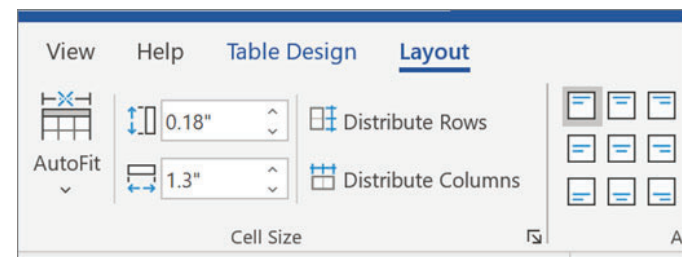 View Help Table Design Layout
0.18" Distribute Rows
AutoFit
1.3" Distribute Columns
Cell Size